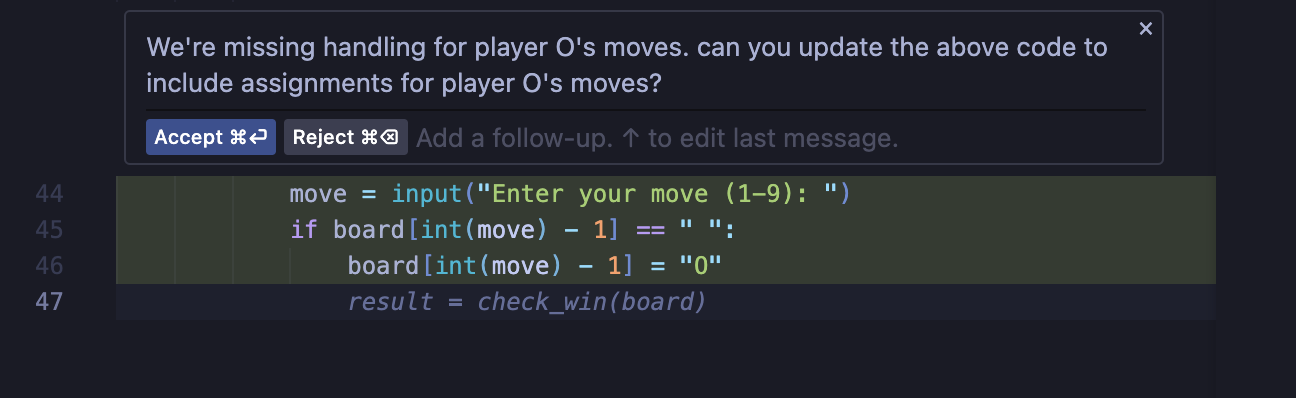 We're missing handling for player O's moves. can you update the above code to
include assignments for player O's moves?
Accept ⌘⏎ Reject ⌘⌫ Add a follow-up. ↑ to edit last message.
44 move = input("Enter your move (1-9): ")
45 if board[int(move) - 1] == " ":
46 board[int(move) - 1] = "O"
47 result = check_win(board)